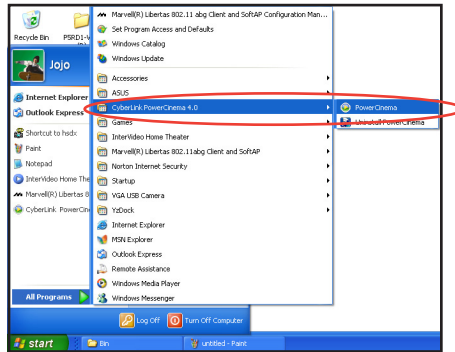 Recycle Bin
P5RD1-V
Jojo
Internet Explorer
Outlook Express
Shortcut to hsdx
Paint
Notepad
InterVideo Home The
Marvell(R) Libertas 8
CyberLink PowerCin
All Programs
Marvell(R) Libertas 802.11 abg Client and SoftAP Configuration Man...
Set Program Access and Defaults
Windows Catalog
Windows Update
Accessories
ASUS
CyberLink PowerCinema 4.0
Games
InterVideo Home Theater
Marvell(R) Libertas 802.11abg Client and SoftAP
Norton Internet Security
Startup
VGA USB Camera
YzDock
Internet Explorer
MSN Explorer
Outlook Express
Remote Assistance
Windows Media Player
Windows Messenger
PowerCinema
Uninstall PowerCinema
Log Off
Turn Off Computer
start
Bin
untitled - Paint